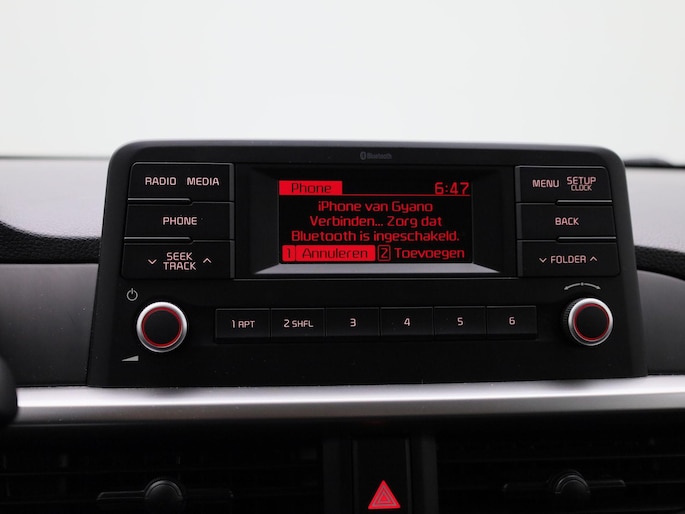 Bluetooth
RADIO MEDIA
PHONE
SEEK
TRACK
Phone 6:47
iPhone van Gyano
Verbinden... Zorg dat
Bluetooth is ingeschakeld.
1 Annuleren 2 Toevoegen
MENU SETUP
CLOCK
BACK
FOLDER
1 RPT 2 SHFL 3 4 5 6